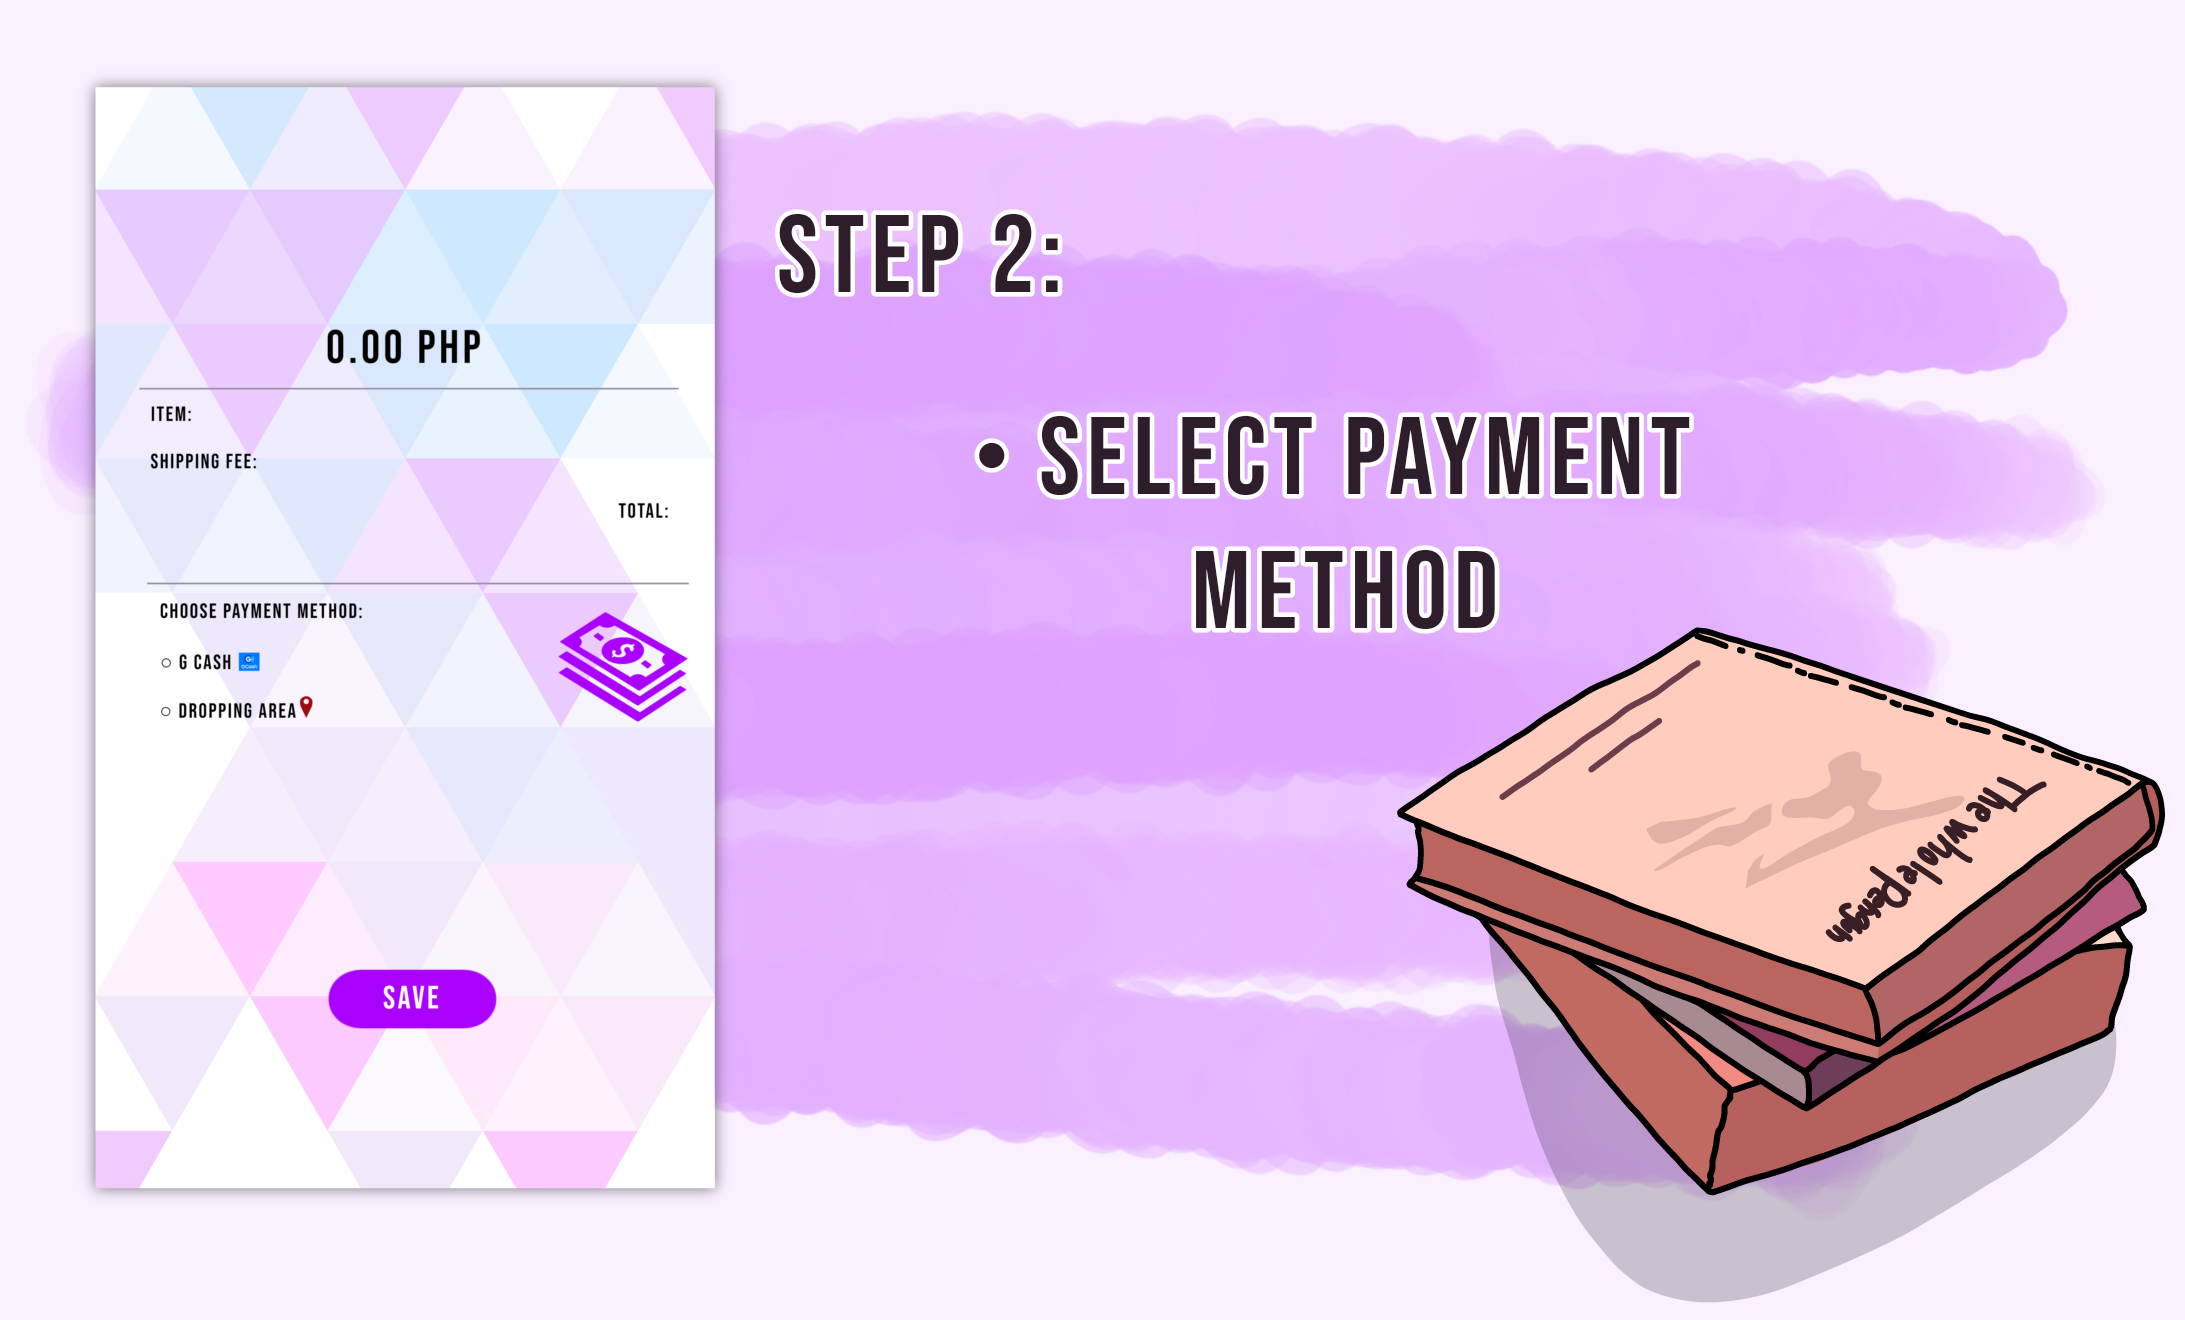 0.00 PHP
ITEM:
SHIPPING FEE:
TOTAL:
CHOOSE PAYMENT METHOD:
○ G CASH
○ DROPPING AREA
SAVE
STEP 2:
• SELECT PAYMENT
METHOD
The Whole